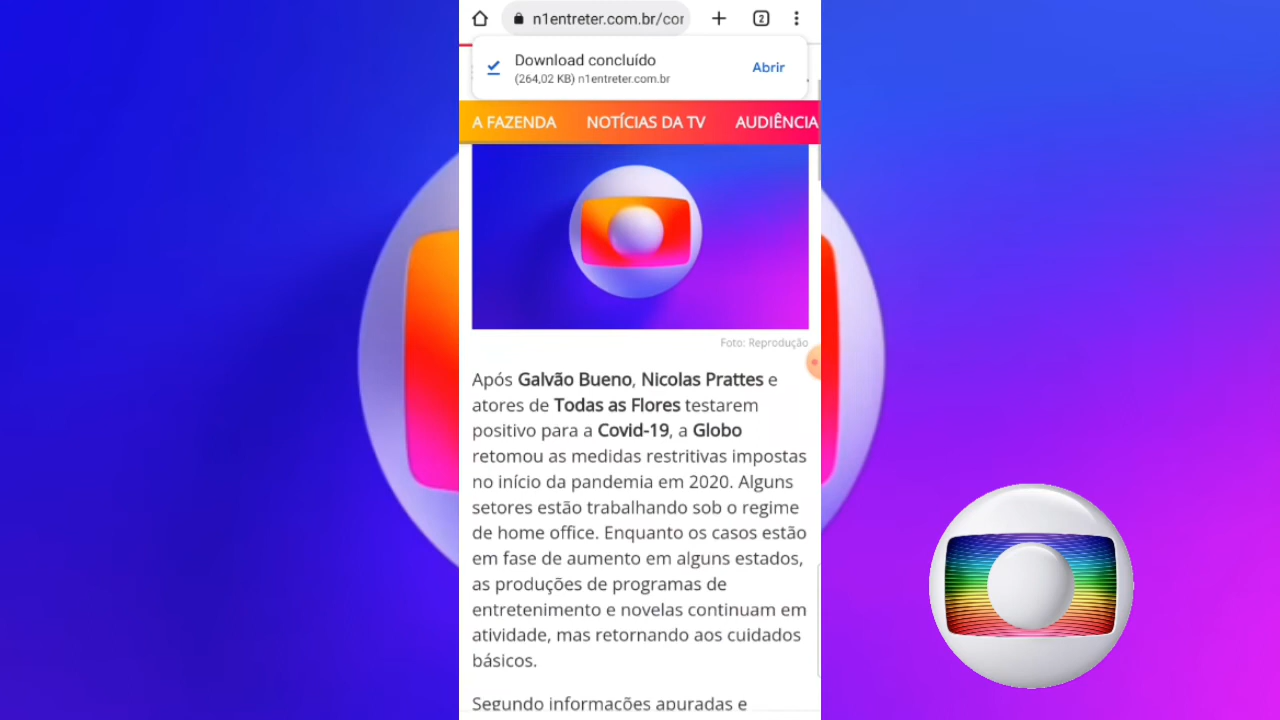 n1entreter.com.br/cor
2
Download concluído
(264,02 KB) n1entreter.com.br
Abrir
A FAZENDA NOTÍCIAS DA TV AUDIÊNCIA
Foto: Reprodução
Após Galvão Bueno, Nicolas Prattes e
atores de Todas as Flores testarem
positivo para a Covid-19, a Globo
retomou as medidas restritivas impostas
no início da pandemia em 2020. Alguns
setores estão trabalhando sob o regime
de home office. Enquanto os casos estão
em fase de aumento em alguns estados,
as produções de programas de
entretenimento e novelas continuam em
atividade, mas retornando aos cuidados
básicos.
Segundo informações apuradas e